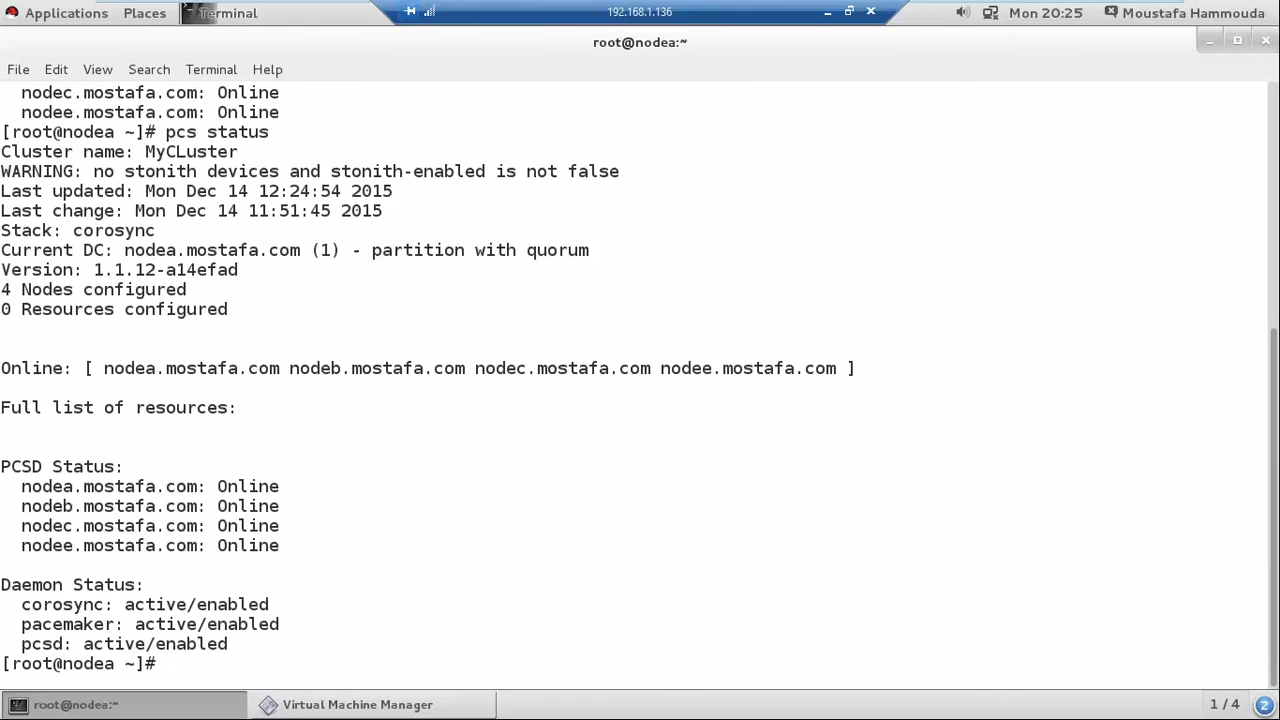 Applications Places Terminal 192.168.1.136 Mon 20:25 Moustafa Hammouda
root@nodea:~
File Edit View Search Terminal Help
nodec.mostafa.com: Online
nodee.mostafa.com: Online
[root@nodea ~]# pcs status
Cluster name: MyCLuster
WARNING: no stonith devices and stonith-enabled is not false
Last updated: Mon Dec 14 12:24:54 2015
Last change: Mon Dec 14 11:51:45 2015
Stack: corosync
Current DC: nodea.mostafa.com (1) - partition with quorum
Version: 1.1.12-a14efad
4 Nodes configured
0 Resources configured
Online: [ nodea.mostafa.com nodeb.mostafa.com nodec.mostafa.com nodee.mostafa.com ]
Full list of resources:
PCSD Status:
nodea.mostafa.com: Online
nodeb.mostafa.com: Online
nodec.mostafa.com: Online
nodee.mostafa.com: Online
Daemon Status:
corosync: active/enabled
pacemaker: active/enabled
pcsd: active/enabled
[root@nodea ~]#
root@nodea:~ Virtual Machine Manager 1 / 4 2